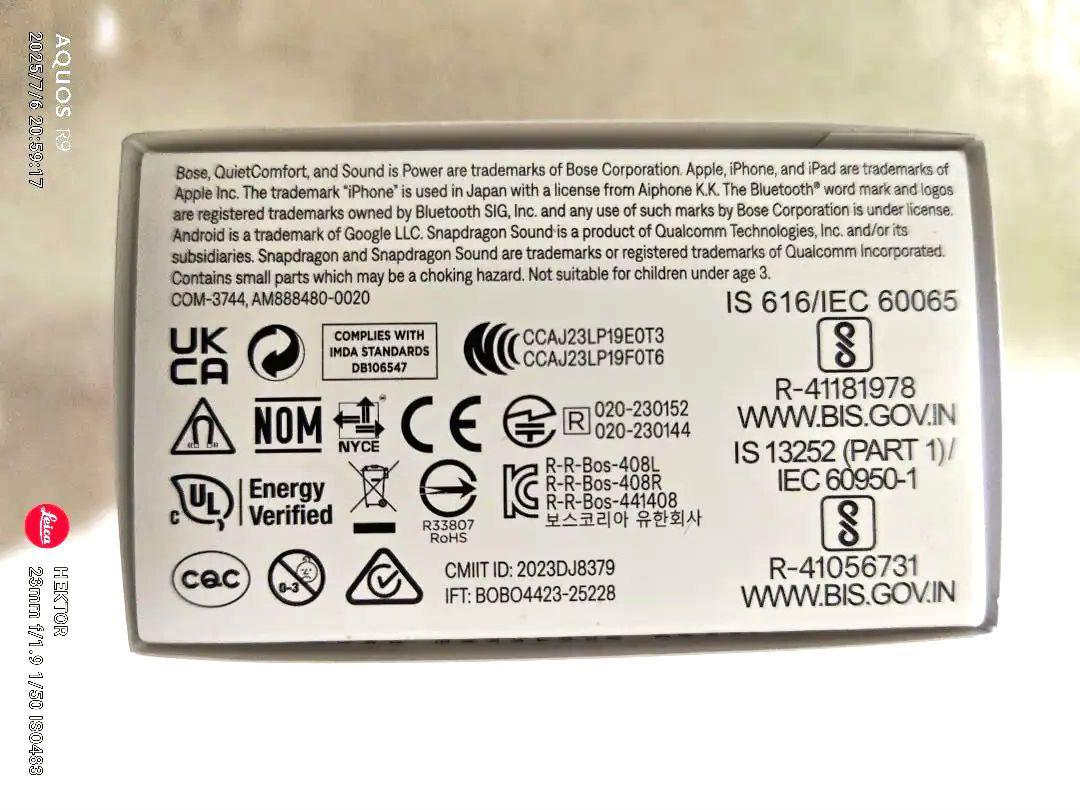 Bose, QuietComfort, and Sound is Power are trademarks of Bose Corporation. Apple, iPhone, and iPad are trademarks of
Apple Inc. The trademark "iPhone" is used in Japan with a license from Aiphone K.K. The Bluetooth® word mark and logos
are registered trademarks owned by Bluetooth SIG, Inc. and any use of such marks by Bose Corporation is under license.
Android is a trademark of Google LLC. Snapdragon Sound is a product of Qualcomm Technologies, Inc. and/or its
subsidiaries. Snapdragon and Snapdragon Sound are trademarks or registered trademarks of Qualcomm Incorporated.
Contains small parts which may be a choking hazard. Not suitable for children under age 3.
COM-3744, AM888480-0020
IS 616/IEC 60065
UK
CA
COMPLIES WITH
IMDA STANDARDS
DB106547
CCAJ23LP19E0T3
CCAJ23LP19F0T6
R-41181978
WWW.BIS.GOV.IN
NOM
NYCE
CE
R
020-230152
020-230144
IS 13252 (PART 1)/
IEC 60950-1
c UL
Energy
Verified
R33807
RoHS
R-R-Bos-408L
R-R-Bos-408R
R-R-Bos-441408
보스코리아 유한회사
R-41056731
WWW.BIS.GOV.IN
CQC
0-3
CMIIT ID: 2023DJ8379
IFT: BOBO4423-25228
AQUOS R9
2025/7/6 20:59:17
Leica
HEKTOR
23mm f/1.9 1/50 ISO483